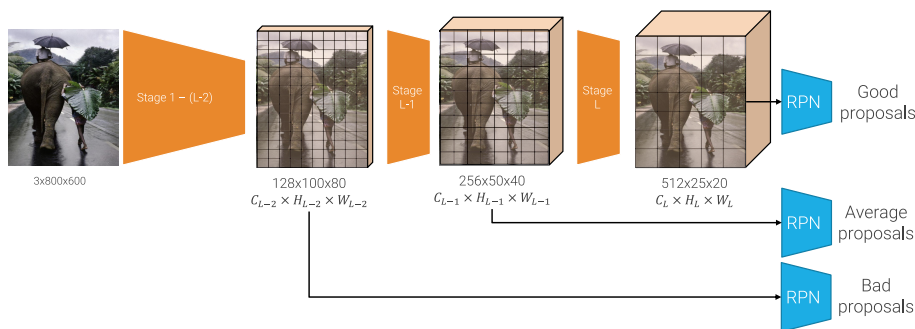 Stage 1 – (L-2)
Stage
L-1
Stage
L
RPN
Good
proposals
3x800x600
128x100x80
C_{L-2} × H_{L-2} × W_{L-2}
256x50x40
C_{L-1} × H_{L-1} × W_{L-1}
512x25x20
C_L × H_L × W_L
RPN
Average
proposals
RPN
Bad
proposals